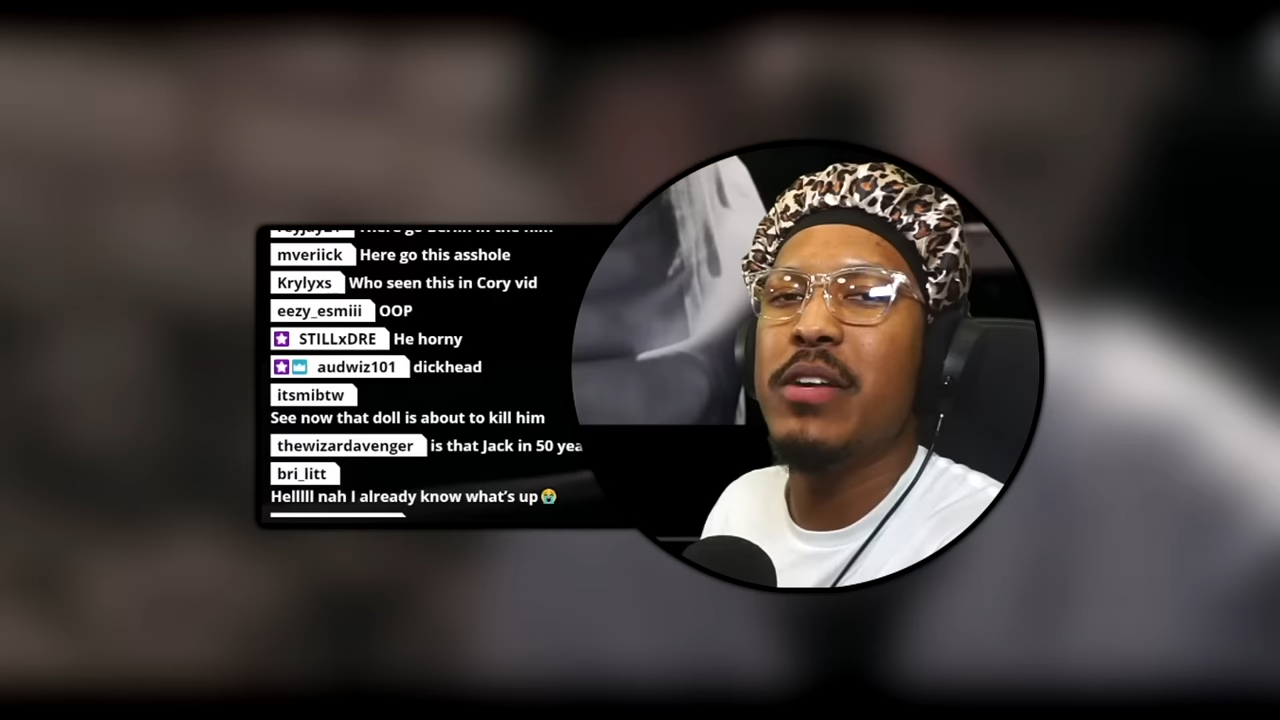 mveriick Here go this asshole
Krylyxs Who seen this in Cory vid
eezy_esmiii OOP
STILLxDRE He horny
audwiz101 dickhead
itsmibtw
See now that doll is about to kill him
thewizardavenger is that Jack in 50
bri_litt
Helllll nah I already know what's up😭